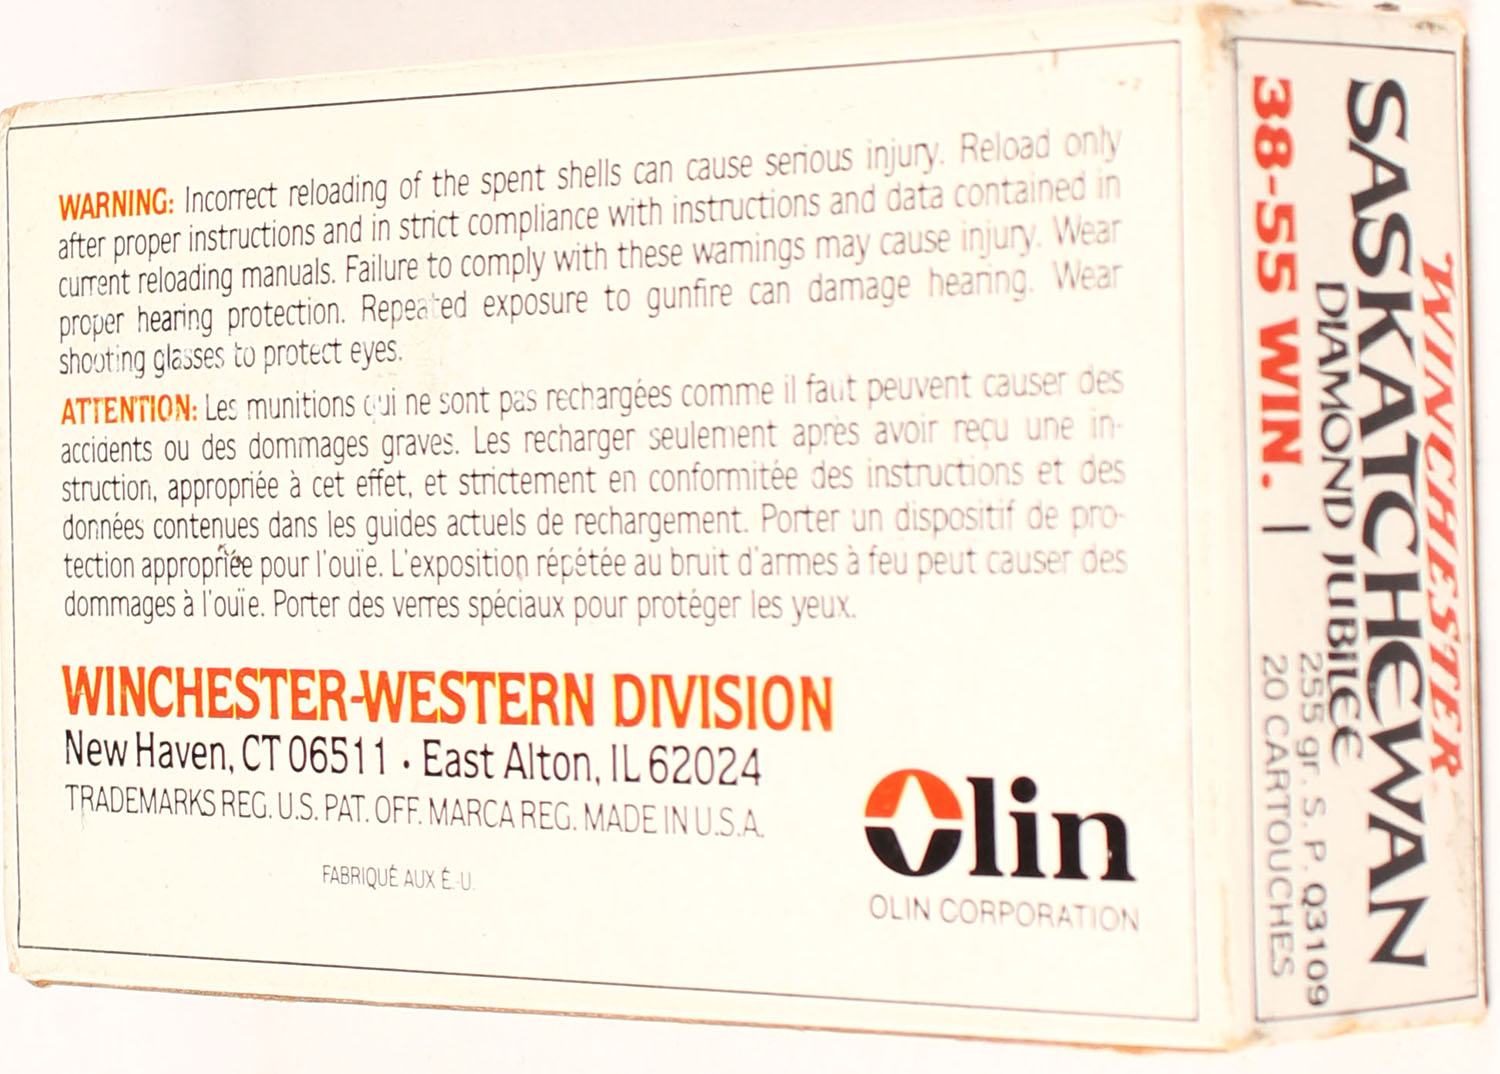 WARNING: Incorrect reloading of the spent shells can cause serious injury. Reload only
after proper instructions and in strict compliance with instructions and data contained in
current reloading manuals. Failure to comply with these warnings may cause injury. Wear
proper hearing protection. Repeated exposure to gunfire can damage hearing. Wear
shooting glasses to protect eyes.
ATTENTION: Les munitions qui ne sont pas rechargées comme il faut peuvent causer des
accidents ou des dommages graves. Les recharger seulement après avoir reçu une in-
struction, appropriée à cet effet, et strictement en conformitée des instructions et des
données contenues dans les guides actuels de rechargement. Porter un dispositif de pro-
tection appropriée pour l'ouïe. L'exposition répétée au bruit d'armes à feu peut causer des
dommages à l'ouïe. Porter des verres spéciaux pour protéger les yeux.
WINCHESTER-WESTERN DIVISION
New Haven, CT 06511 • East Alton, IL 62024
TRADEMARKS REG. U.S. PAT. OFF. MARCA REG. MADE IN U.S.A.
FABRIQUÉ AUX É.-U.
Olin
OLIN CORPORATION
WINCHESTER
SASKATCHEWAN
DIAMOND JUBILEE
255 gr. S. P. Q3109
38-55 WIN. |
20 CARTOUCHES